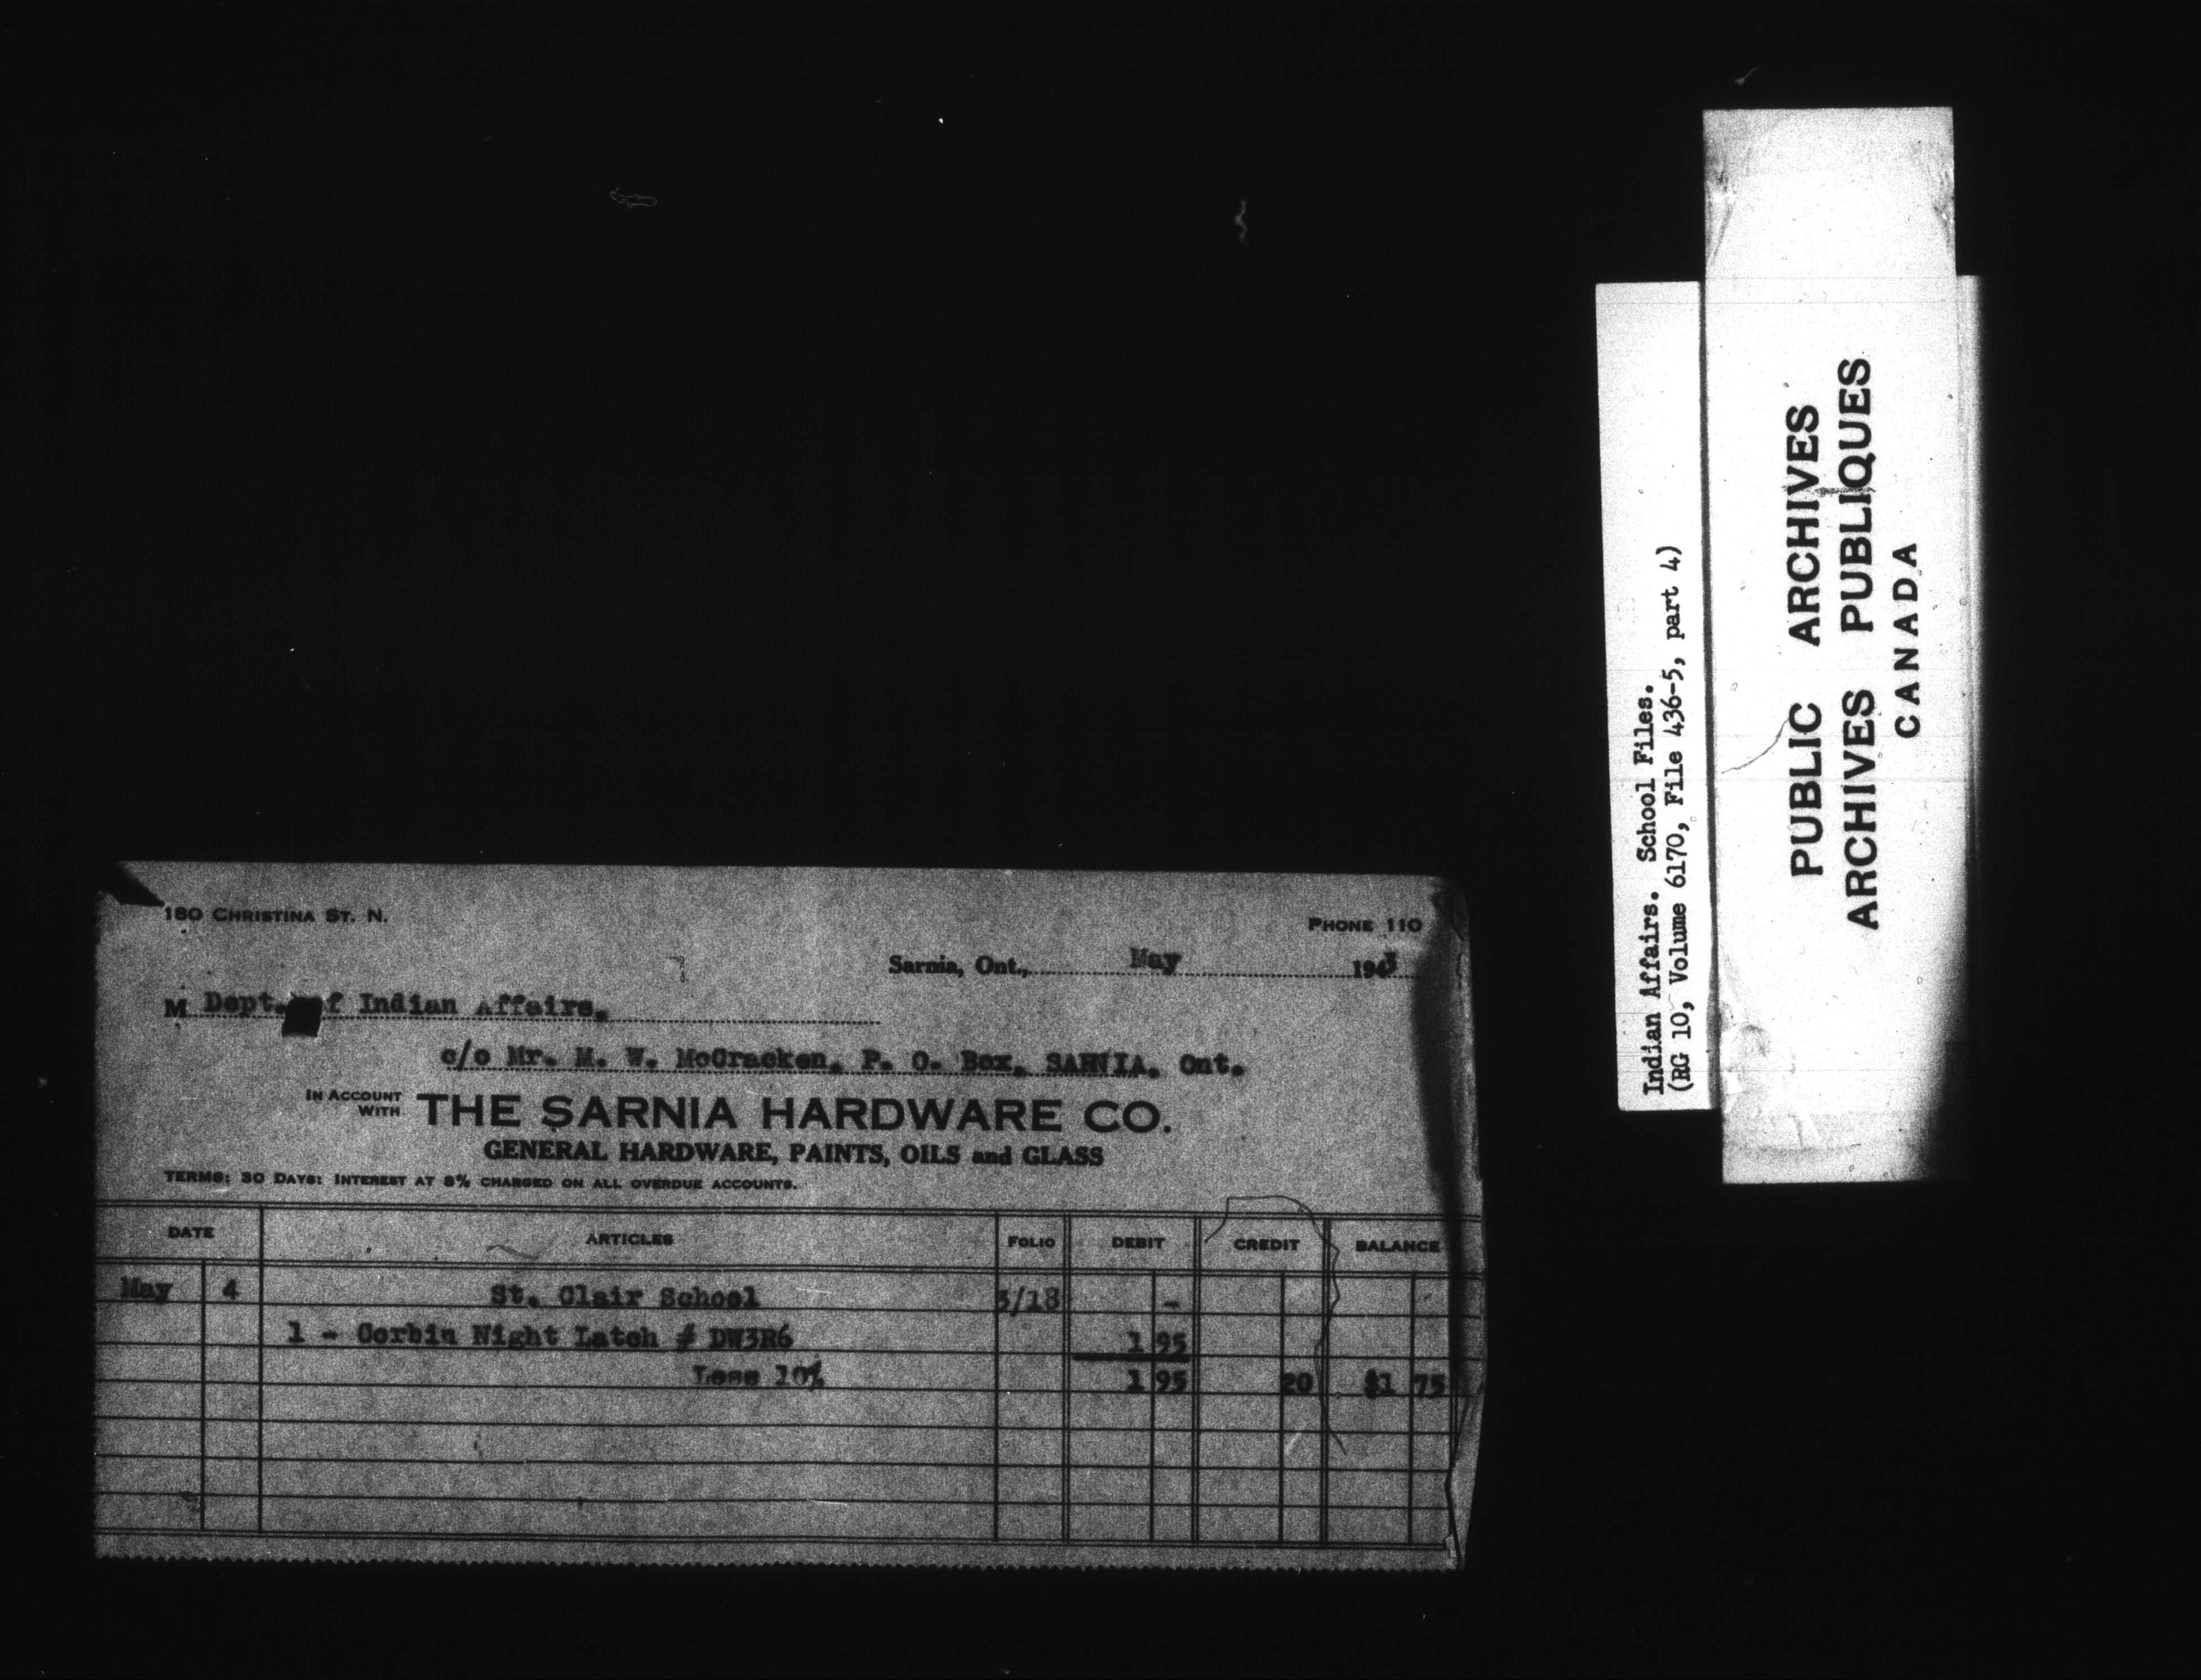 180 CHRISTINA ST. N.
PHONE 110
Sarnia, Ont., May 1943
M Dept. of Indian Affairs.
c/o Mr. M. W. McCracken, P. O. Box, SARNIA, Ont.
IN ACCOUNT WITH THE SARNIA HARDWARE CO.
GENERAL HARDWARE, PAINTS, OILS and GLASS
TERMS: 30 DAYS: INTEREST AT 8% CHARGED ON ALL OVERDUE ACCOUNTS.
DATE ARTICLES FOLIO DEBIT CREDIT BALANCE
May 4 St. Clair School 3/18 -
1 - Corbin Night Latch # DW3R6 1 95
Less 10% 1 95 20 $1 75
Indian Affairs. School Files.
(RG 10, Volume 6170, File 436-5, part 4)
PUBLIC ARCHIVES
ARCHIVES PUBLIQUES
CANADA